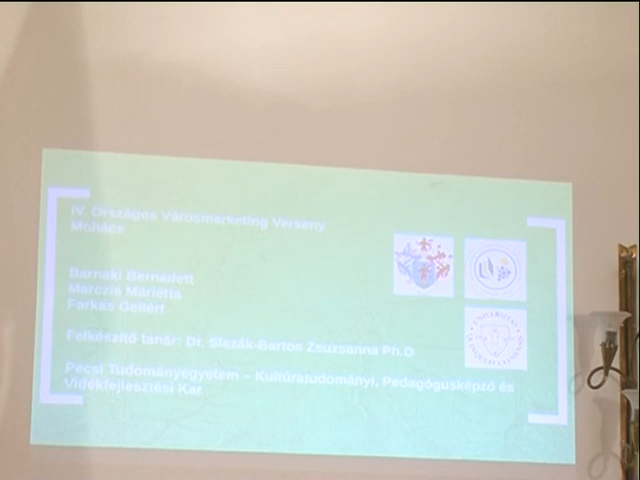 IV. Országos Városmarketing Verseny
Mohács
Barnaki Bernadett
Marczis Marietta
Farkas Gellért
Felkészítő tanár: Dr. Slezák-Bartos Zsuzsanna Ph.D
Pécsi Tudományegyetem – Kultúratudományi, Pedagógusképző és
Vidékfejlesztési Kar